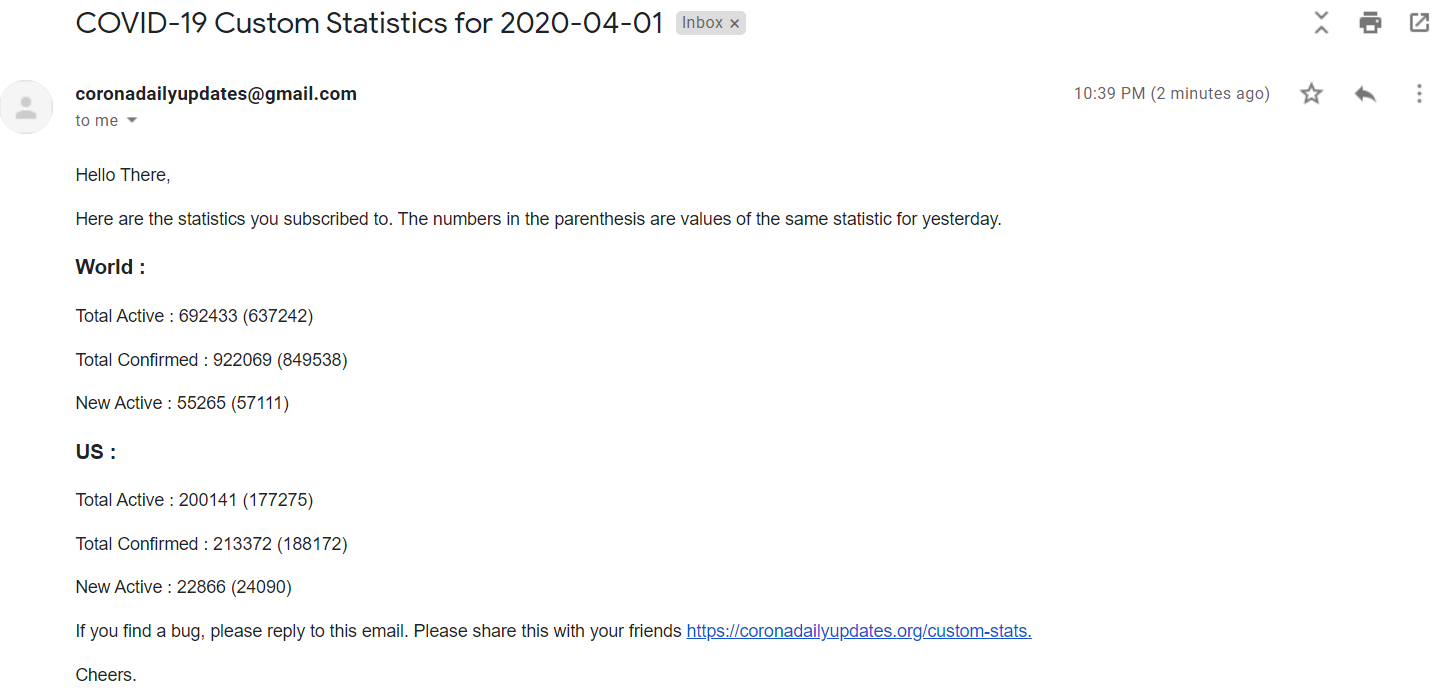 COVID-19 Custom Statistics for 2020-04-01 Inbox ×
coronadailyupdates@gmail.com 10:39 PM (2 minutes ago)
to me
Hello There,
Here are the statistics you subscribed to. The numbers in the parenthesis are values of the same statistic for yesterday.
World :
Total Active : 692433 (637242)
Total Confirmed : 922069 (849538)
New Active : 55265 (57111)
US :
Total Active : 200141 (177275)
Total Confirmed : 213372 (188172)
New Active : 22866 (24090)
If you find a bug, please reply to this email. Please share this with your friends https://coronadailyupdates.org/custom-stats.
Cheers.